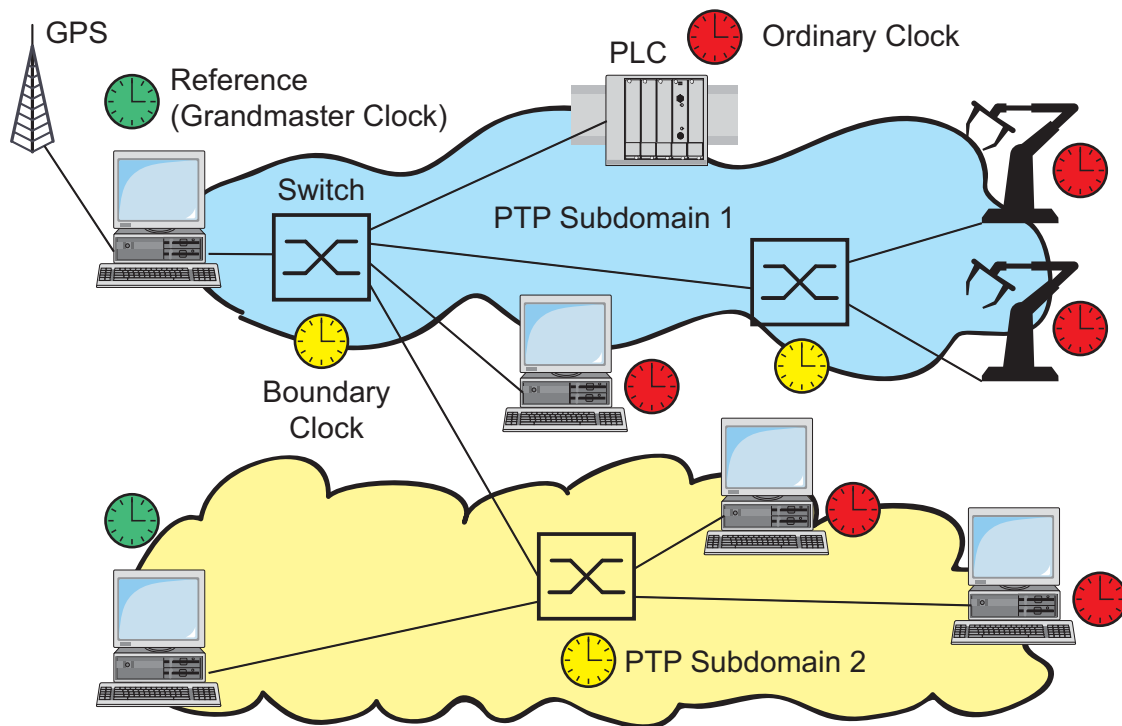 GPS
Reference
(Grandmaster Clock)
PLC
Ordinary Clock
Switch
PTP Subdomain 1
Boundary
Clock
PTP Subdomain 2